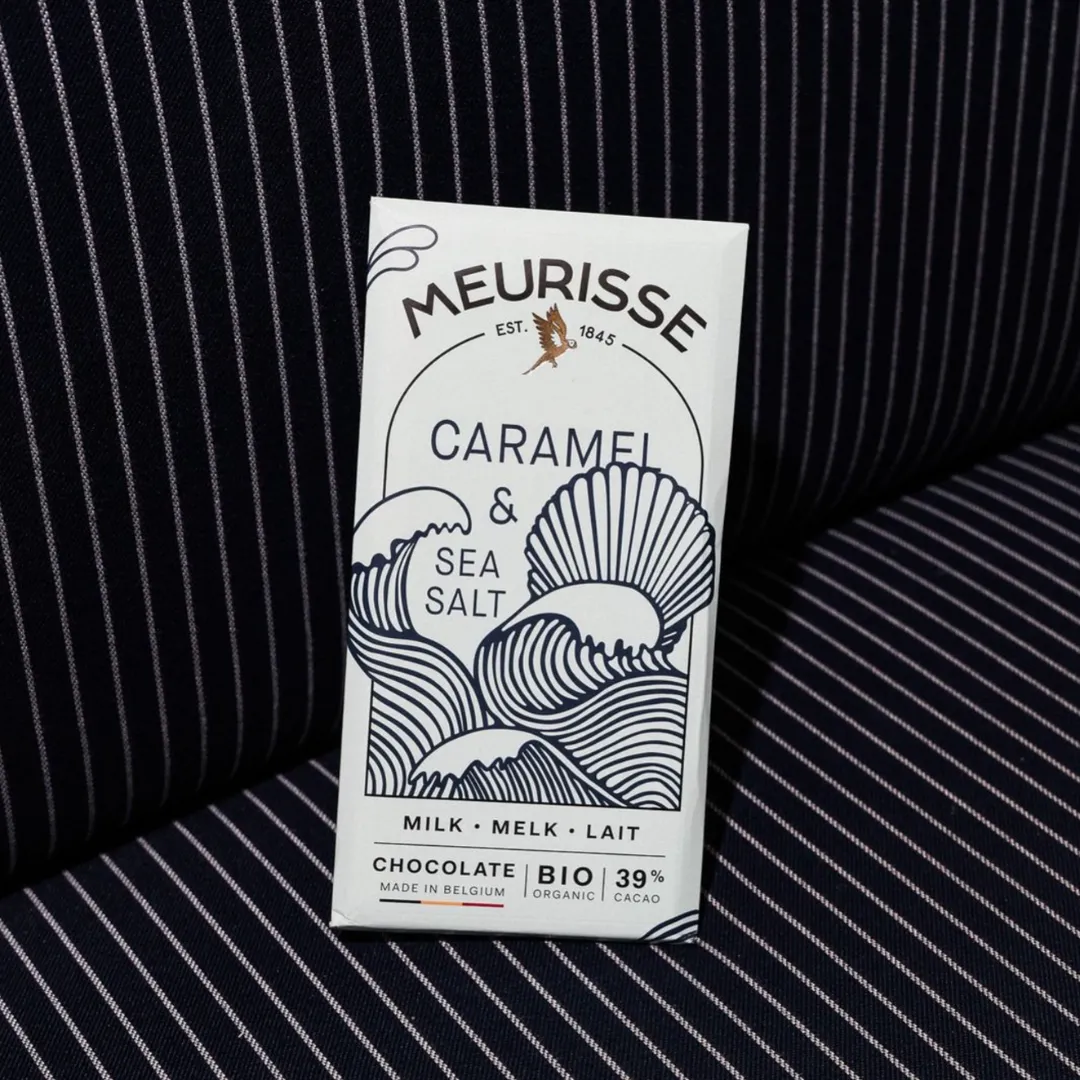 MEURISSE
EST. 1845
CARAMEL
&
SEA
SALT
MILK · MELK · LAIT
CHOCOLATE
MADE IN BELGIUM
BIO
ORGANIC
39%
CACAO